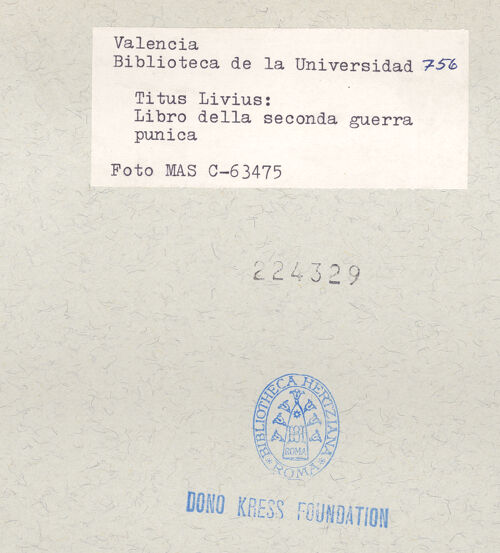 Valencia
Biblioteca de la Universidad 756
Titus Livius:
Libro della seconda guerra
punica
Foto MAS C-63475
224329
BIBLIOTHECA HERTZIANA
ROMA
ROMA
DONO KRESS FOUNDATION